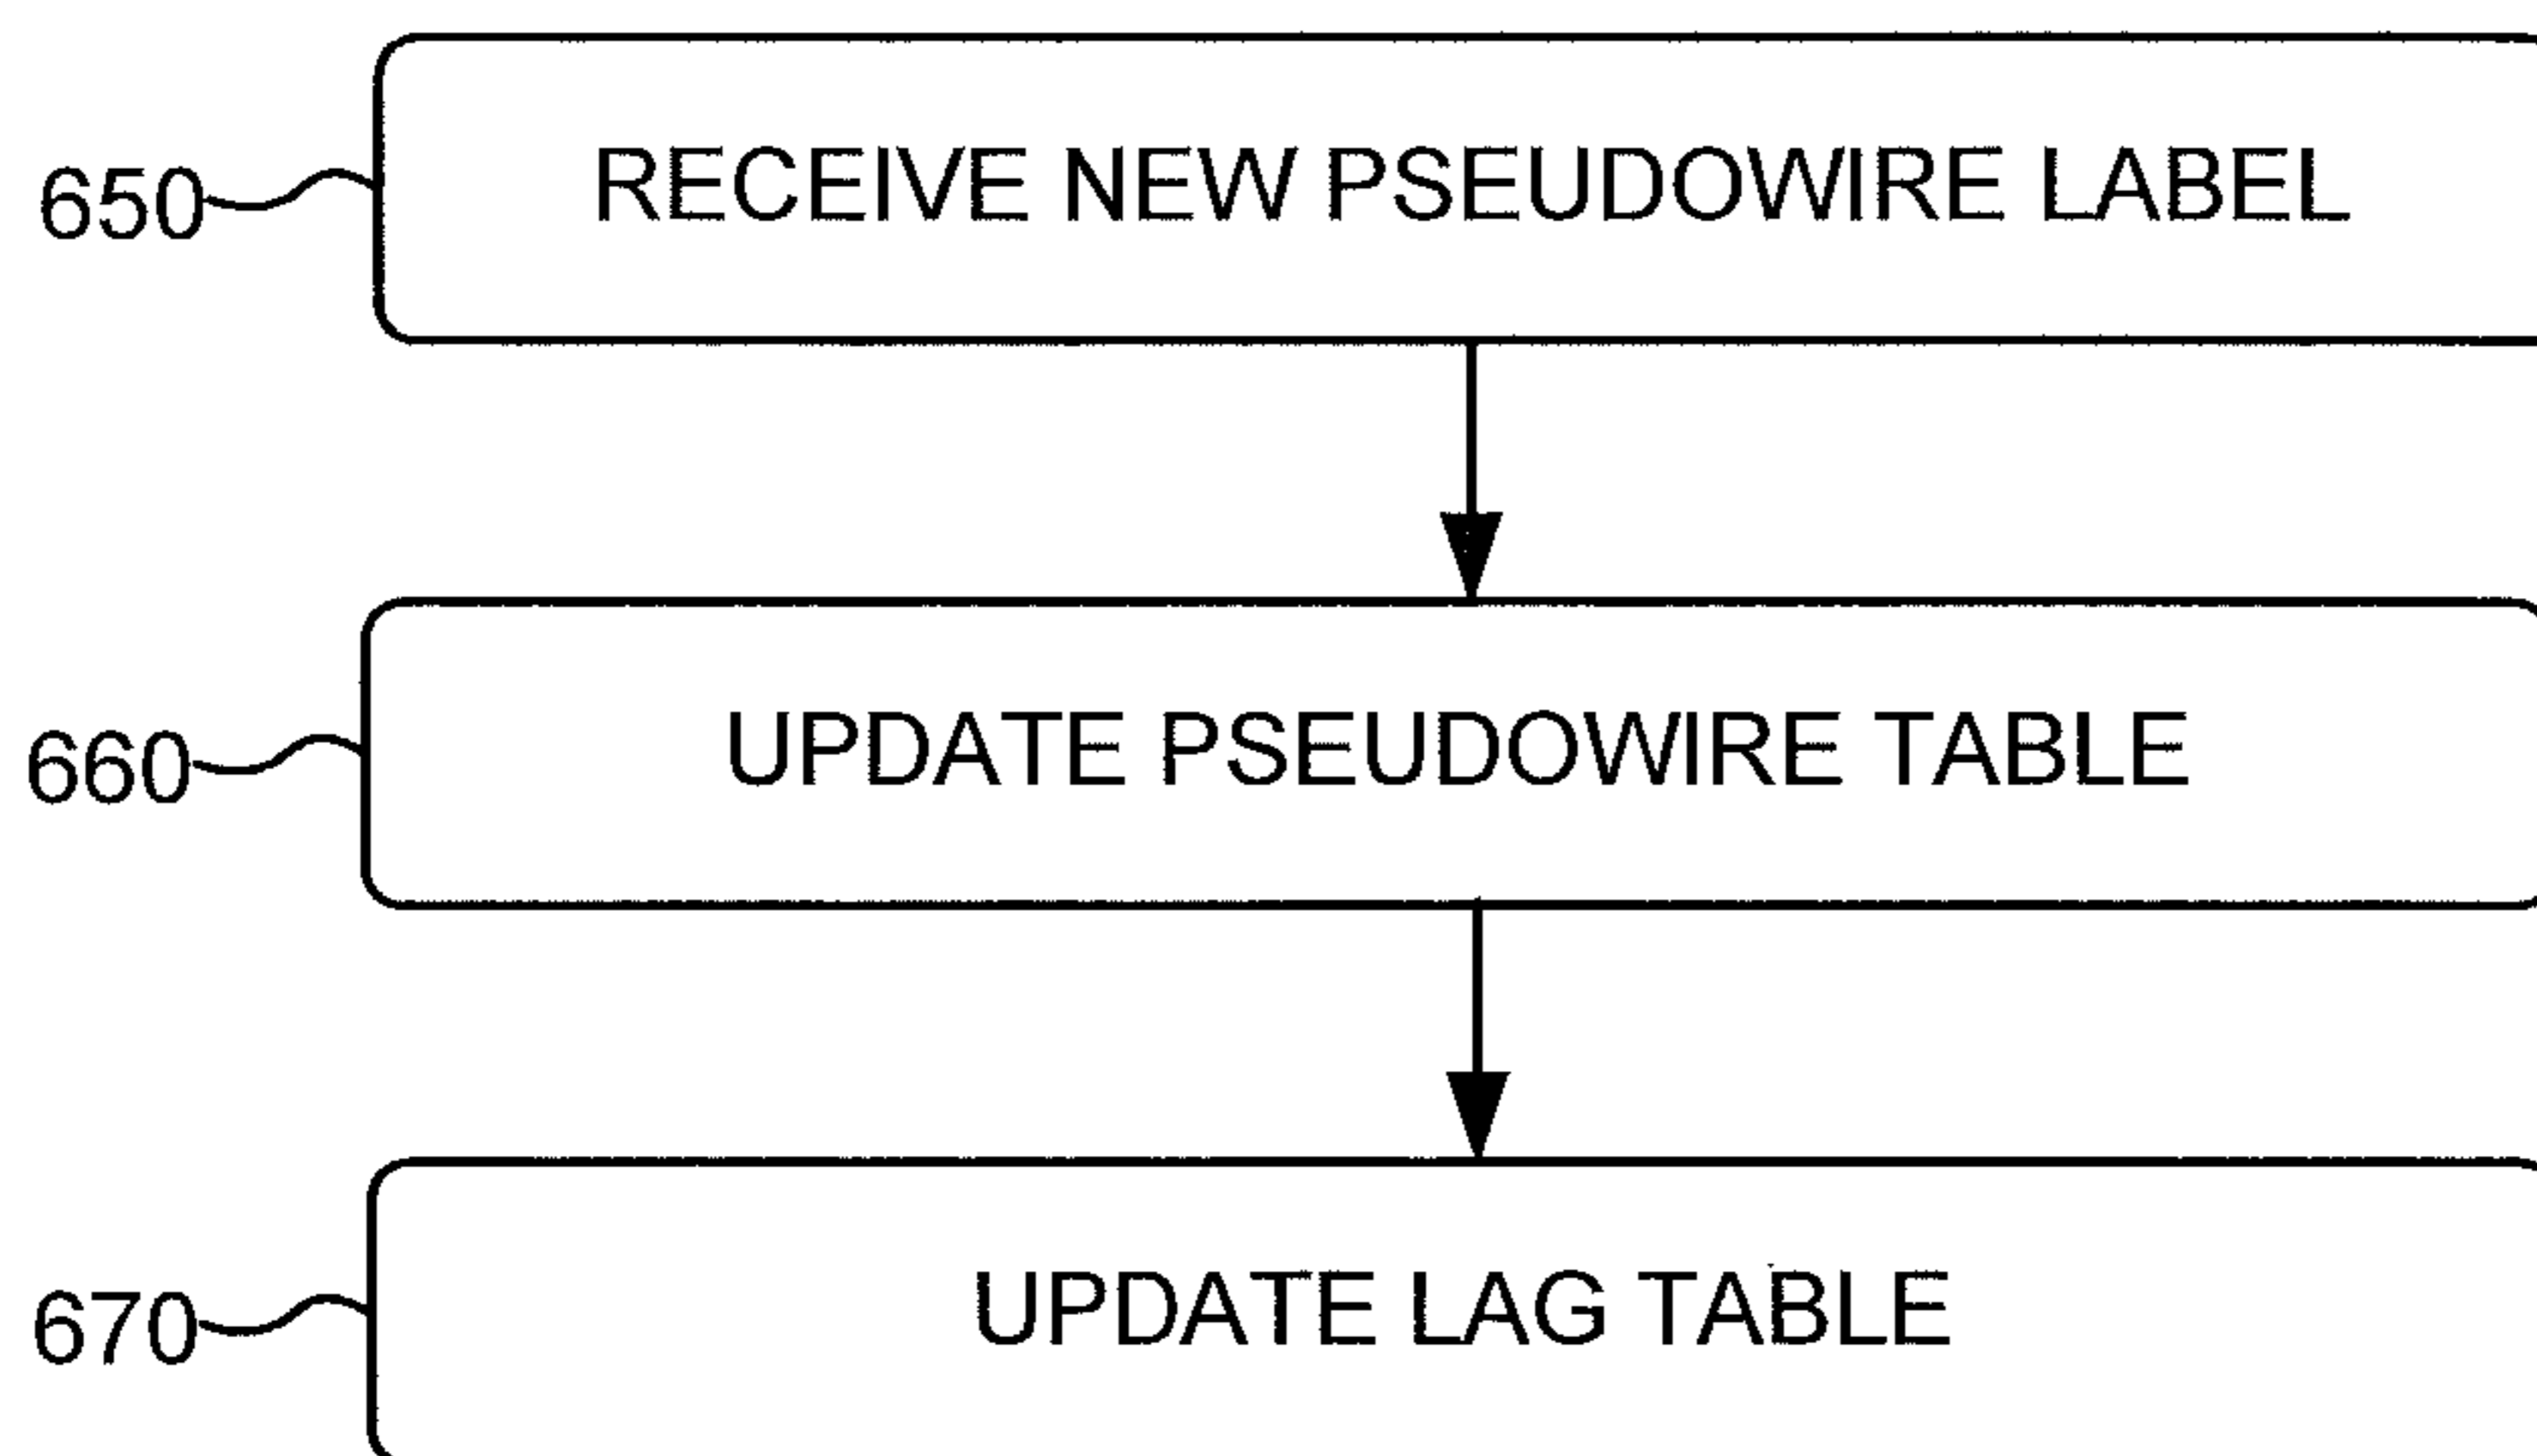 650 RECEIVE NEW PSEUDOWIRE LABEL
660 UPDATE PSEUDOWIRE TABLE
670 UPDATE LAG TABLE